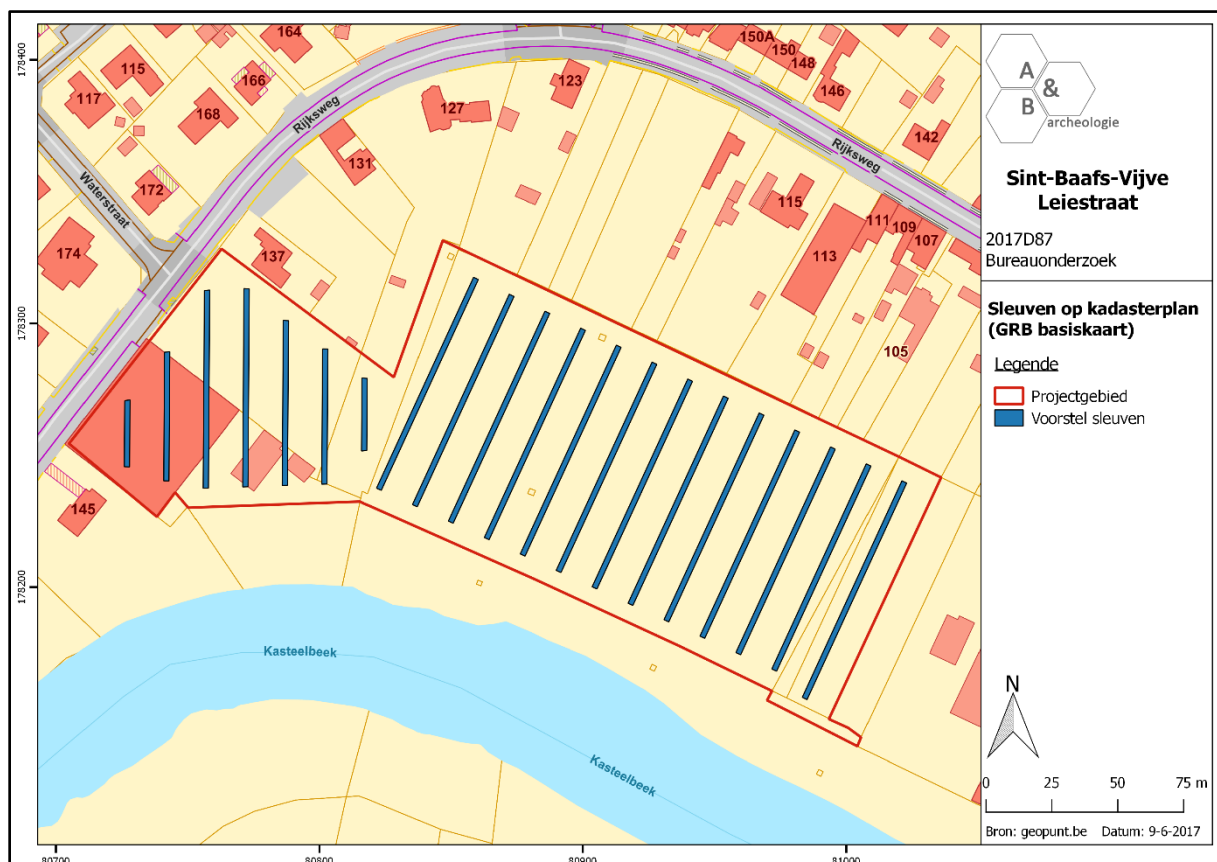 178400
178300
178200
80700
80800
80900
81000
164
150A
150
148
115
166
123
146
117
168
127
142
Rijksweg
Rijksweg
131
172
Waterstraat
115
111
109
107
174
137
113
105
145
Kasteelbeek
Kasteelbeek
A
&
B
archeologie
Sint-Baafs-Vijve
Leiestraat
2017D87
Bureauonderzoek
Sleuven op kadasterplan
(GRB basiskaart)
Legende
Projectgebied
Voorstel sleuven
N
0 25 50 75 m
Bron: geopunt.be Datum: 9-6-2017